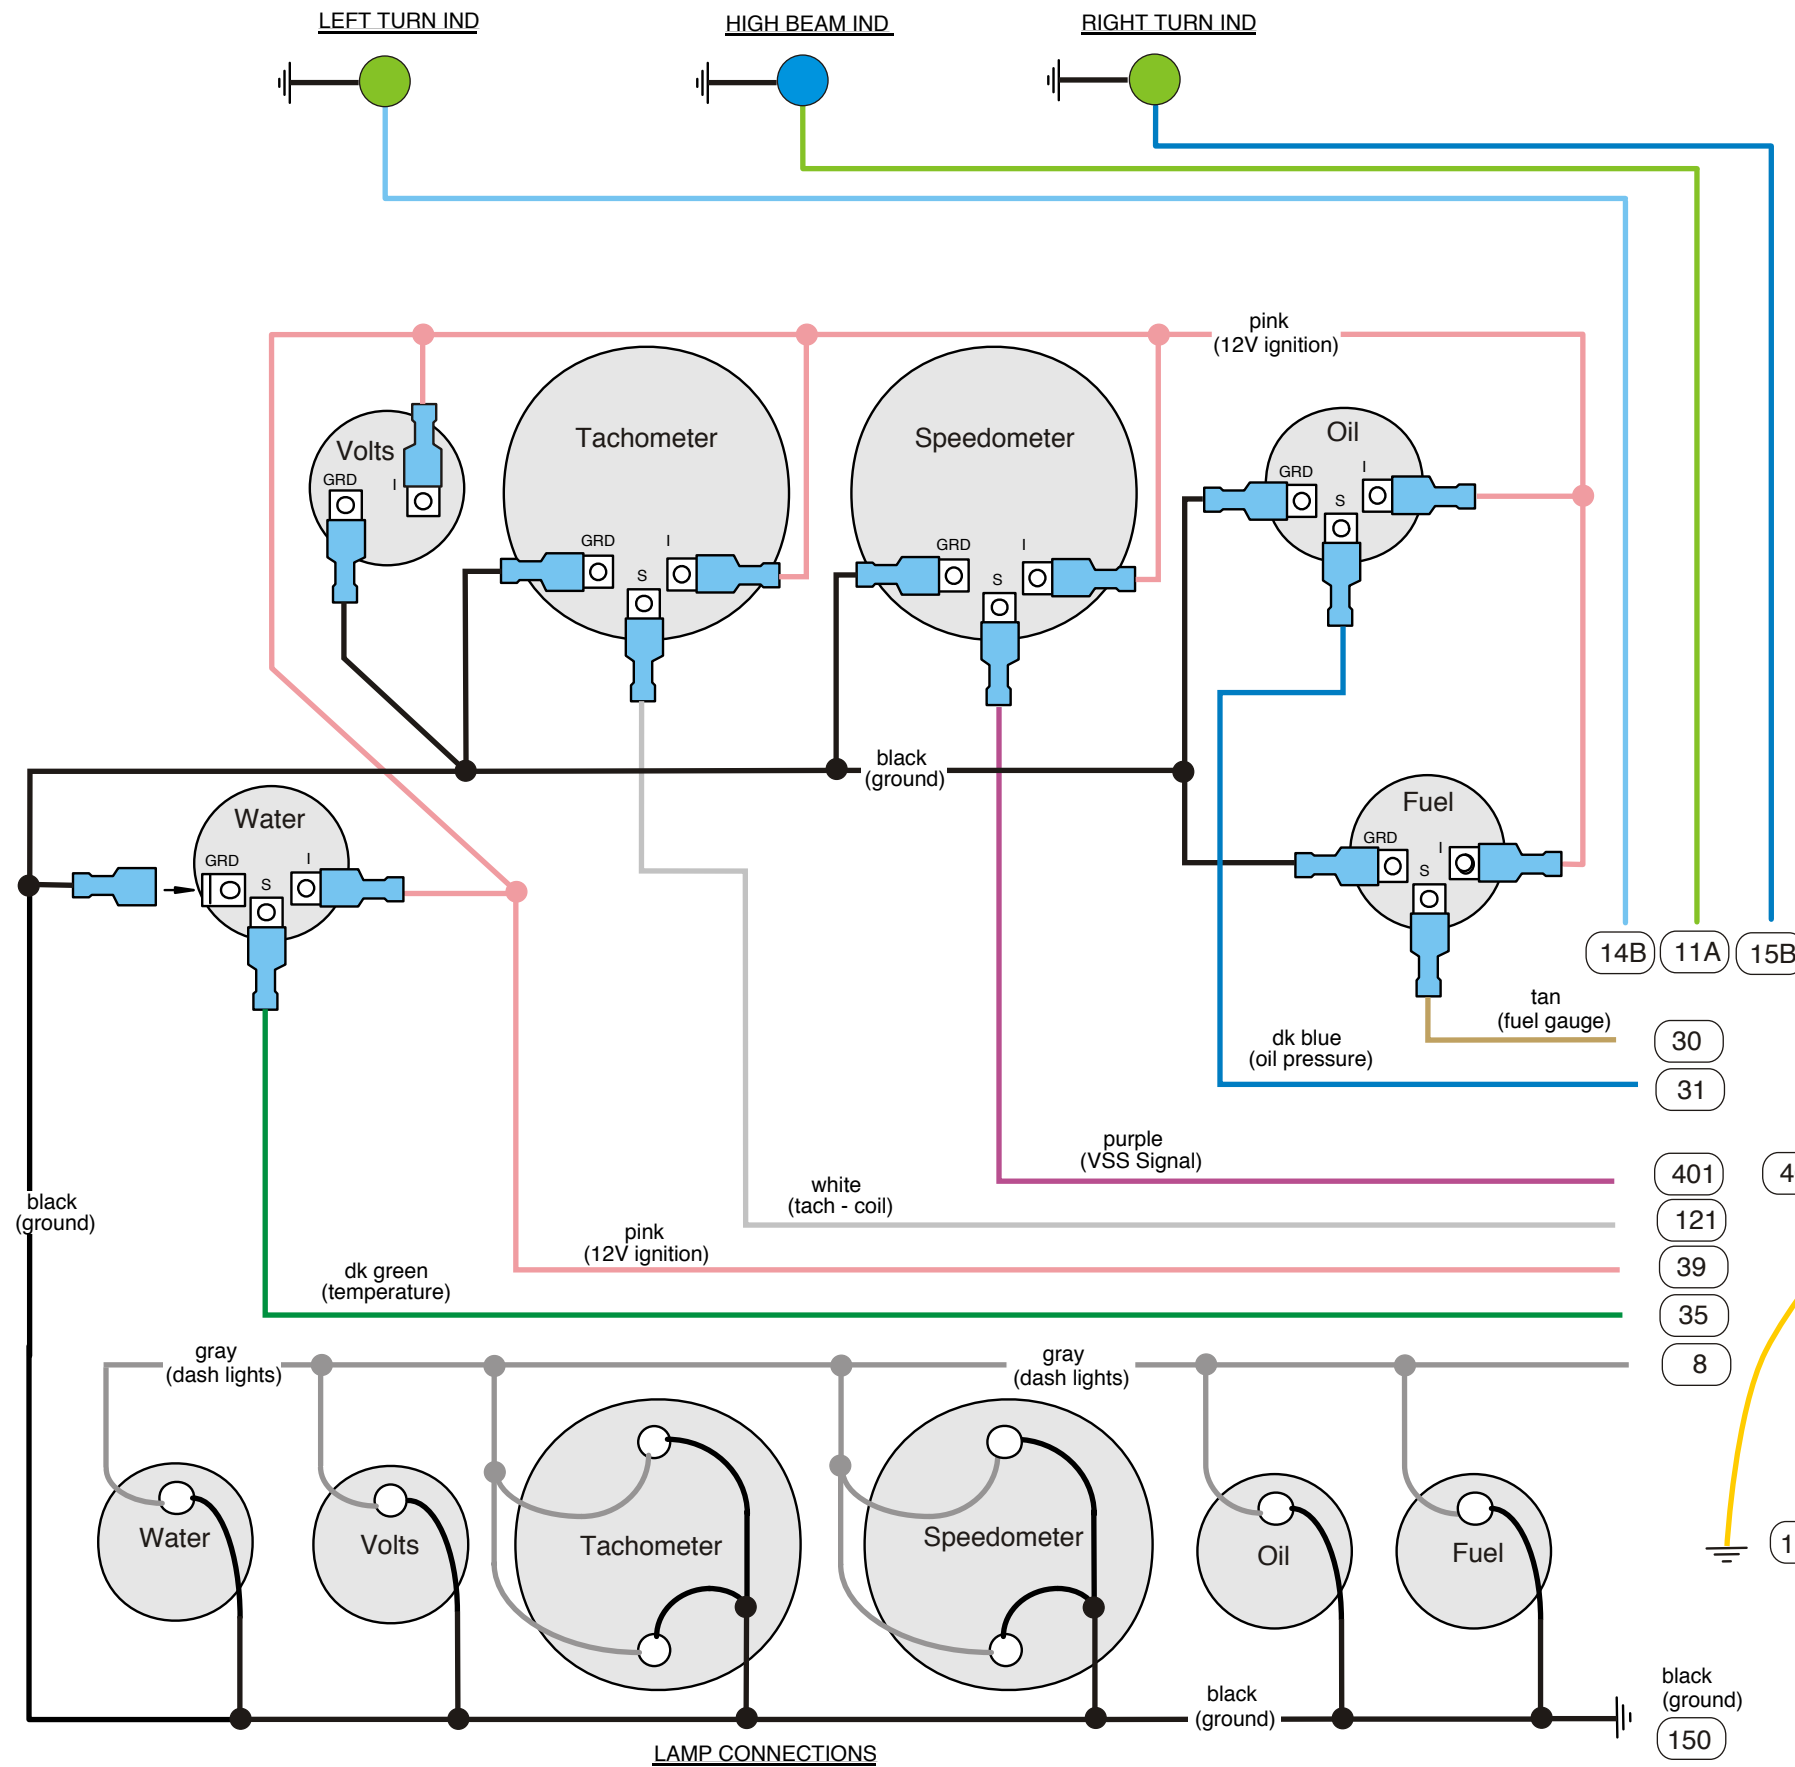 LEFT TURN IND
HIGH BEAM IND
RIGHT TURN IND
pink
(12V ignition)
Volts
GRD
I
Tachometer
GRD
S
I
Speedometer
GRD
S
I
Oil
GRD
S
I
black
(ground)
Water
GRD
S
I
Fuel
GRD
S
I
14B
11A
15B
tan
(fuel gauge)
30
dk blue
(oil pressure)
31
purple
(VSS Signal)
401
4
white
(tach - coil)
121
black
(ground)
pink
(12V ignition)
39
dk green
(temperature)
35
gray
(dash lights)
gray
(dash lights)
8
Water
Volts
Tachometer
Speedometer
Oil
Fuel
1
black
(ground)
black
(ground)
150
LAMP CONNECTIONS